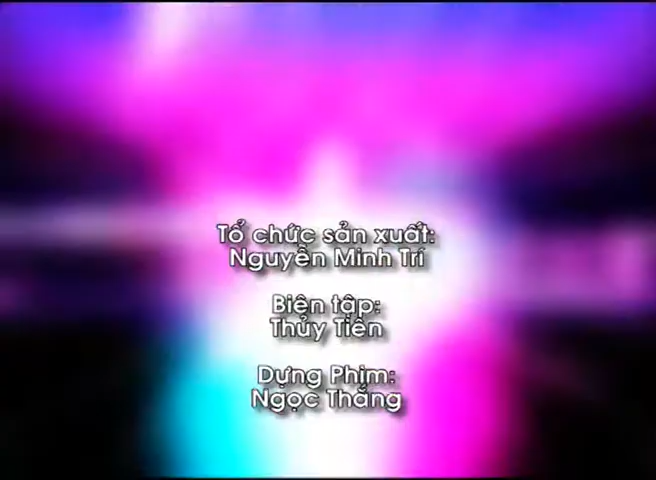 Tổ chức sản xuất:
Nguyễn Minh Trí
Biên tập:
Thủy Tiên
Dựng Phim:
Ngọc Thắng